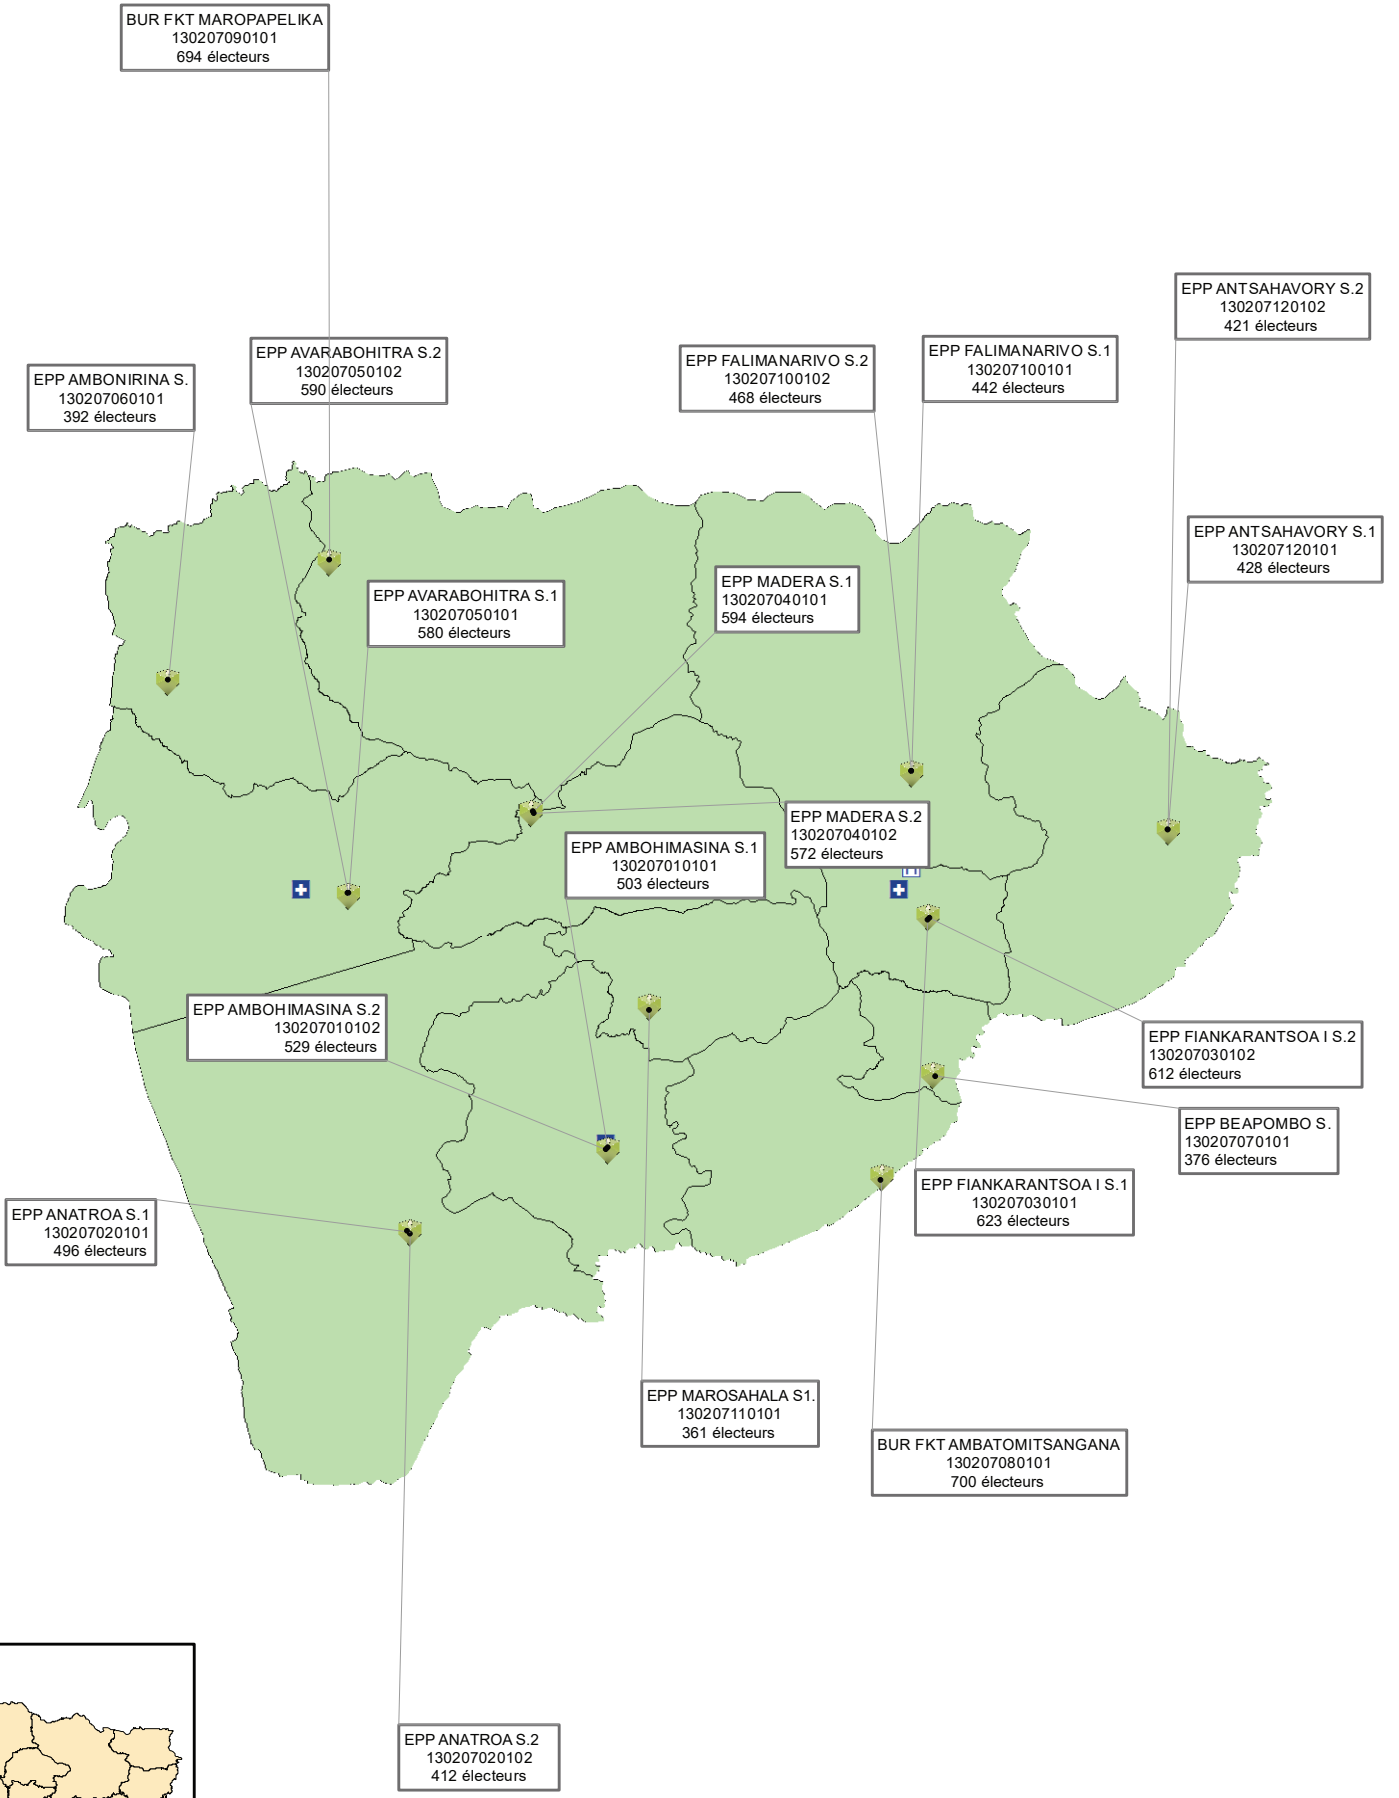 BUR FKT MAROPAPELIKA
130207090101
694 électeurs
EPP ANTSAHAVORY S.2
130207120102
421 électeurs
EPP AVARABOHITRA S.2
130207050102
590 électeurs
EPP FALIMANARIVO S.2
130207100102
468 électeurs
EPP FALIMANARIVO S.1
130207100101
442 électeurs
EPP AMBONIRINA S.
130207060101
392 électeurs
EPP ANTSAHAVORY S.1
130207120101
428 électeurs
EPP MADERA S.1
130207040101
594 électeurs
EPP AVARABOHITRA S.1
130207050101
580 électeurs
EPP MADERA S.2
130207040102
572 électeurs
EPP AMBOHIMASINA S.1
130207010101
503 électeurs
EPP AMBOHIMASINA S.2
130207010102
529 électeurs
EPP FIANKARANTSOA I S.2
130207030102
612 électeurs
EPP BEAPOMBO S.
130207070101
376 électeurs
EPP FIANKARANTSOA I S.1
130207030101
623 électeurs
EPP ANATROA S.1
130207020101
496 électeurs
EPP MAROSAHALA S1.
130207110101
361 électeurs
BUR FKT AMBATOMITSANGANA
130207080101
700 électeurs
EPP ANATROA S.2
130207020102
412 électeurs